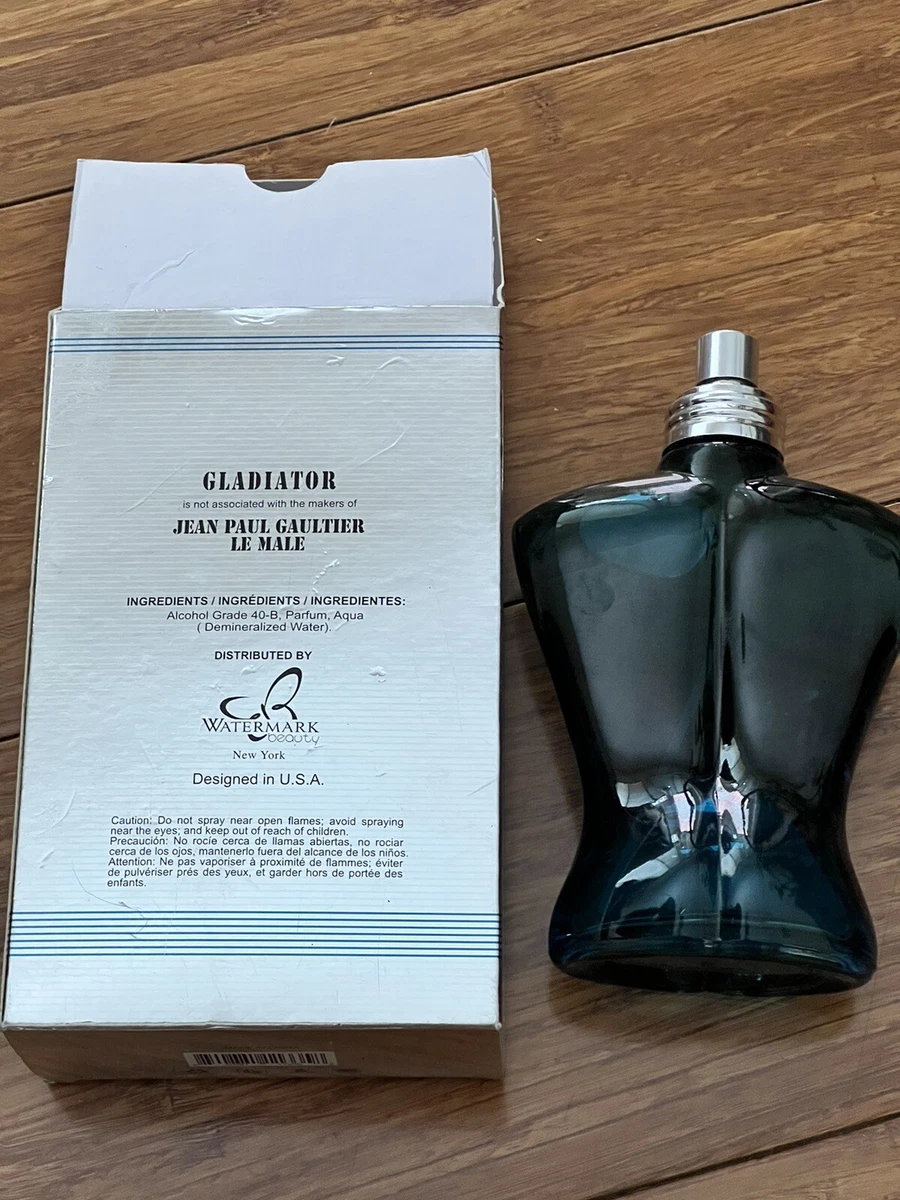 GLADIATOR
is not associated with the makers of
JEAN PAUL GAULTIER
LE MALE
INGREDIENTS / INGRÉDIENTS / INGREDIENTES:
Alcohol Grade 40-B, Parfum, Aqua
( Demineralized Water).
DISTRIBUTED BY
WATERMARK
beauty
New York
Designed in U.S.A.
Caution: Do not spray near open flames; avoid spraying
near the eyes; and keep out of reach of children.
Precaución: No rocíe cerca de llamas abiertas, no rociar
cerca de los ojos, mantenerlo fuera del alcance de los niños.
Attention: Ne pas vaporiser à proximité de flammes; éviter
de pulvériser prés des yeux, et garder hors de portée des
enfants.